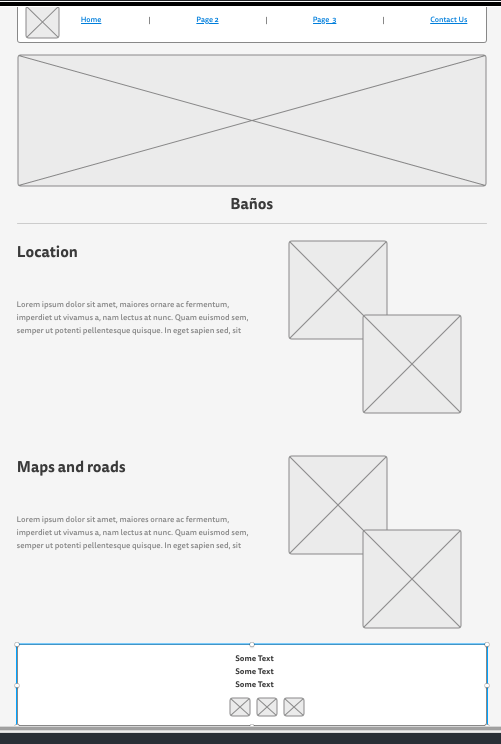 Home | Page 2 | Page 3 | Contact Us
Baños
Location
Lorem ipsum dolor sit amet, maiores ornare ac fermentum,
imperdiet ut vivamus a, nam lectus at nunc. Quam euismod sem,
semper ut potenti pellentesque quisque. In eget sapien sed, sit
Maps and roads
Lorem ipsum dolor sit amet, maiores ornare ac fermentum,
imperdiet ut vivamus a, nam lectus at nunc. Quam euismod sem,
semper ut potenti pellentesque quisque. In eget sapien sed, sit
Some Text
Some Text
Some Text